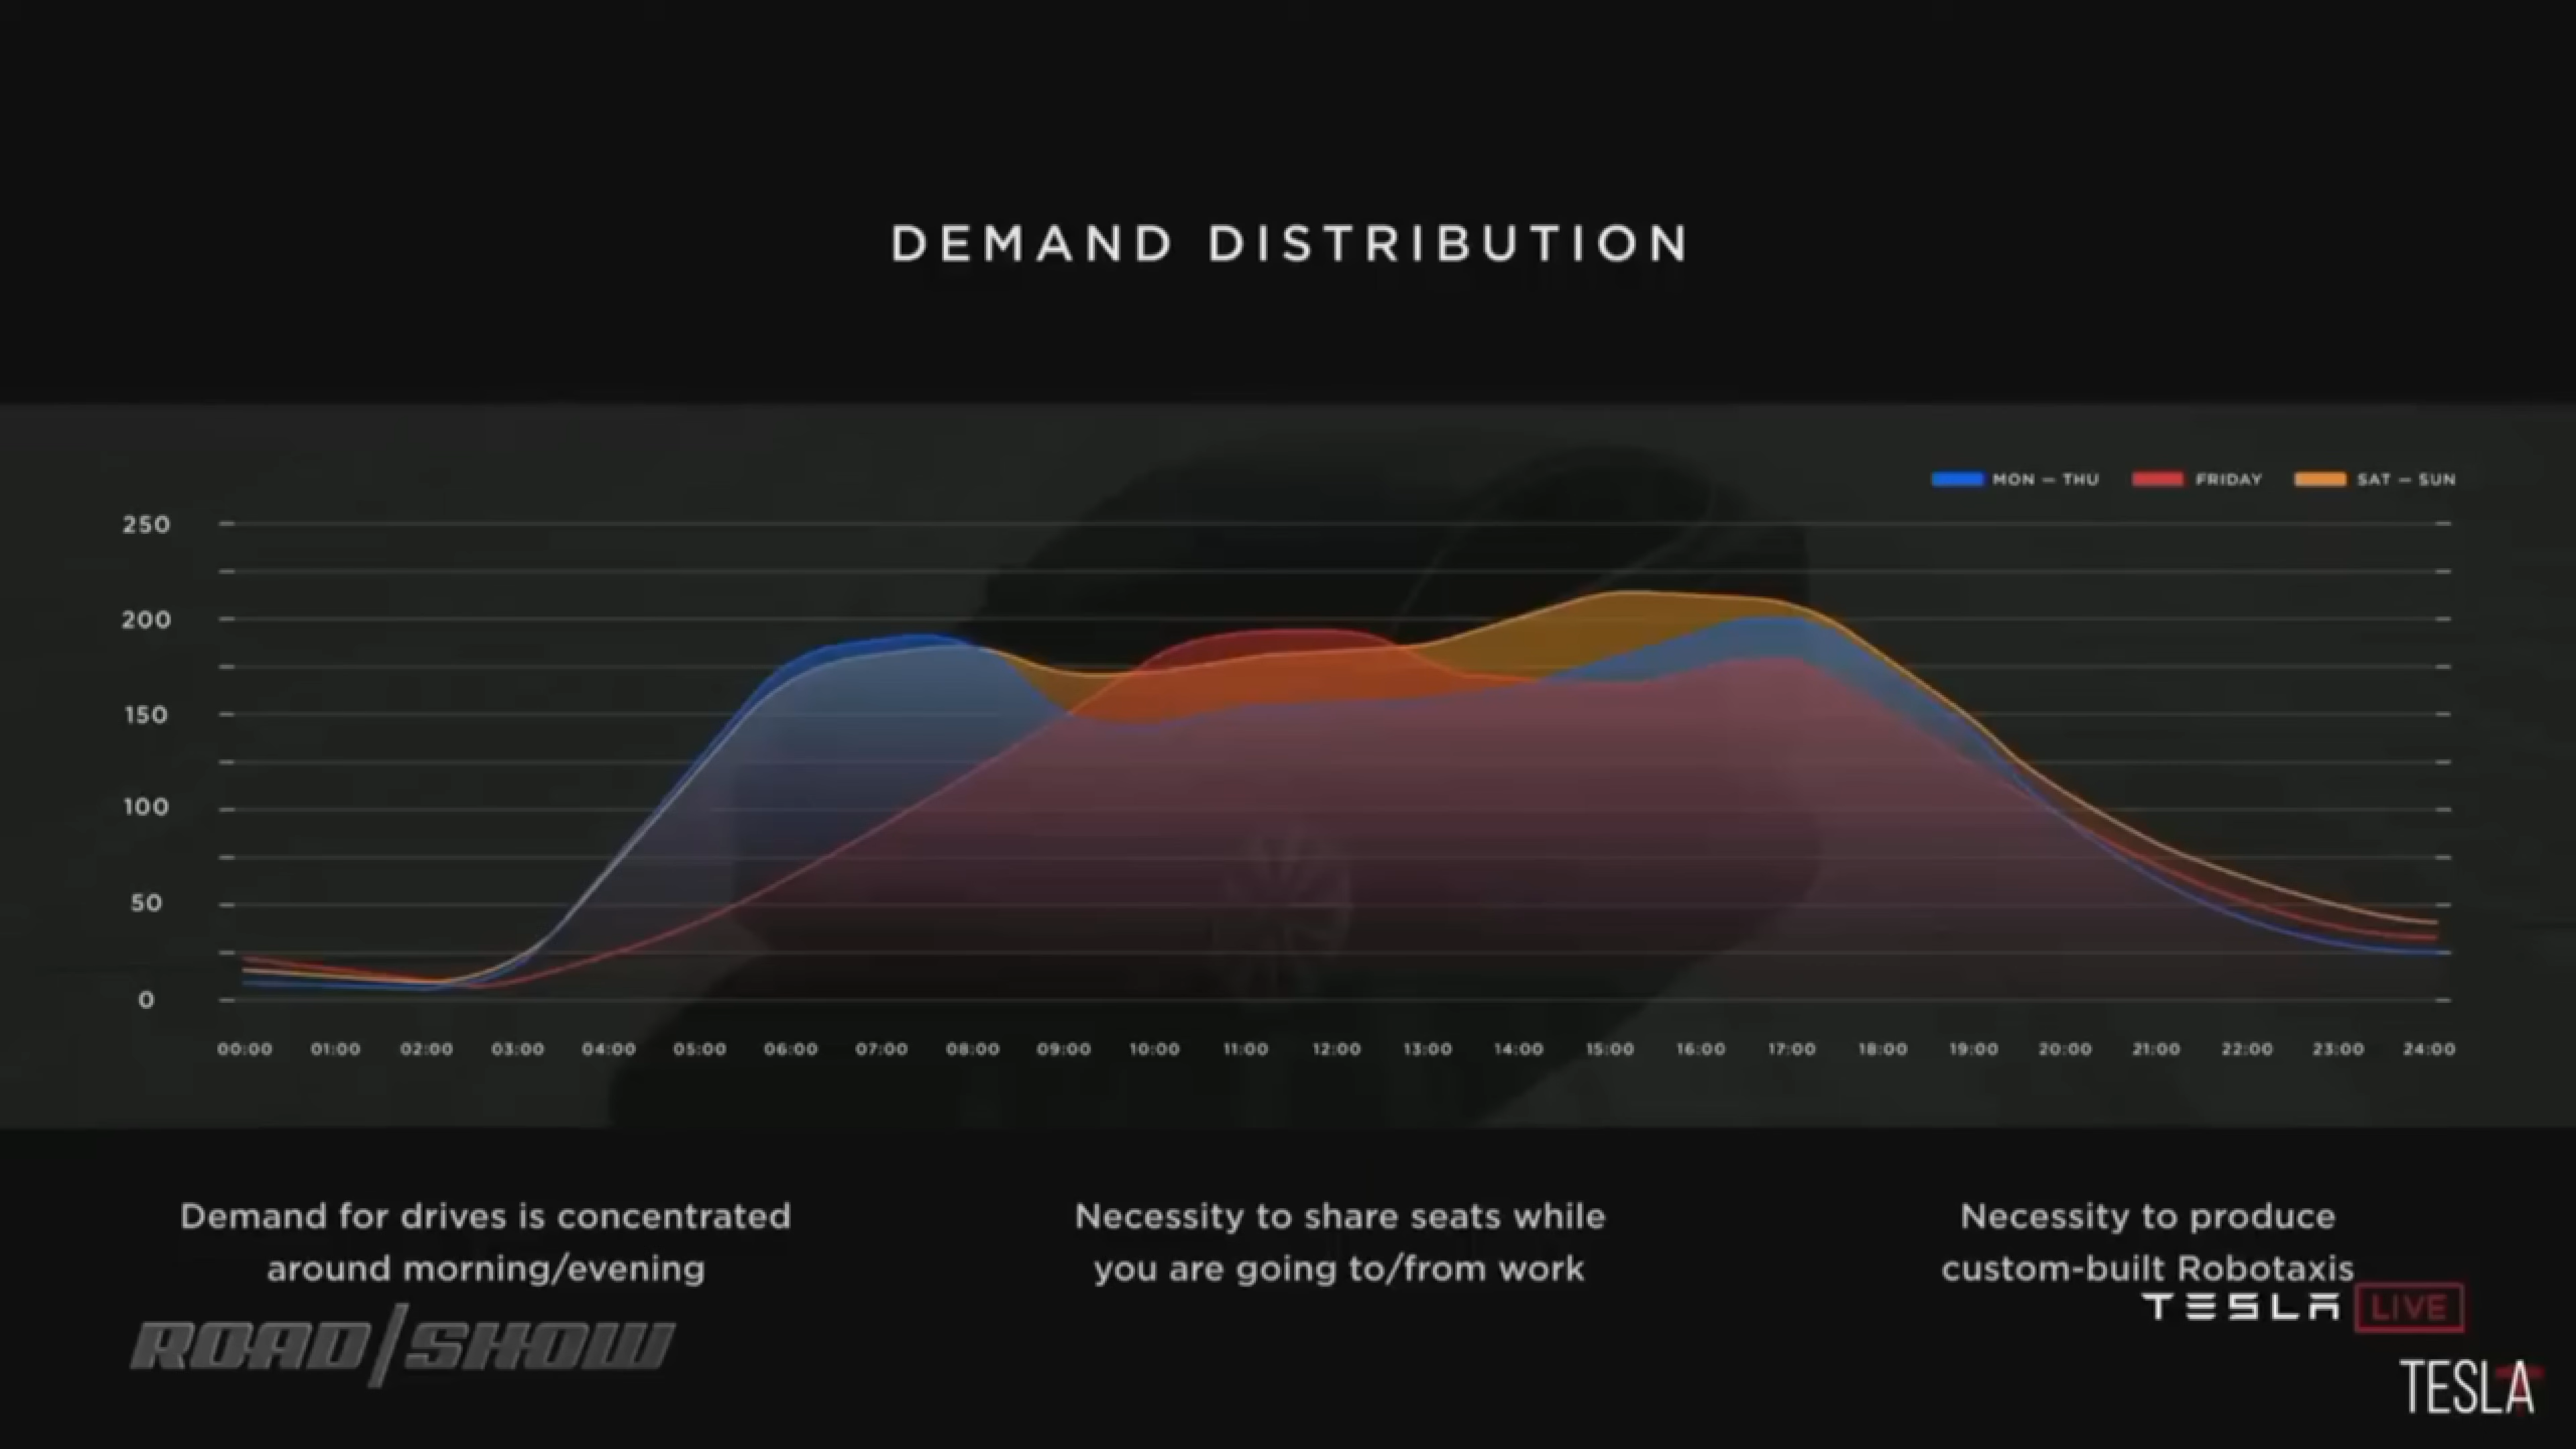 DEMAND DISTRIBUTION
MON – THU FRIDAY SAT – SUN
250
200
150
100
50
0
00:00 01:00 02:00 03:00 04:00 05:00 06:00 07:00 08:00 09:00 10:00 11:00 12:00 13:00 14:00 15:00 16:00 17:00 18:00 19:00 20:00 21:00 22:00 23:00 24:00
Demand for drives is concentrated
around morning/evening
Necessity to share seats while
you are going to/from work
Necessity to produce
custom-built Robotaxis
TESLA LIVE
ROAD/SHOW
TESLA